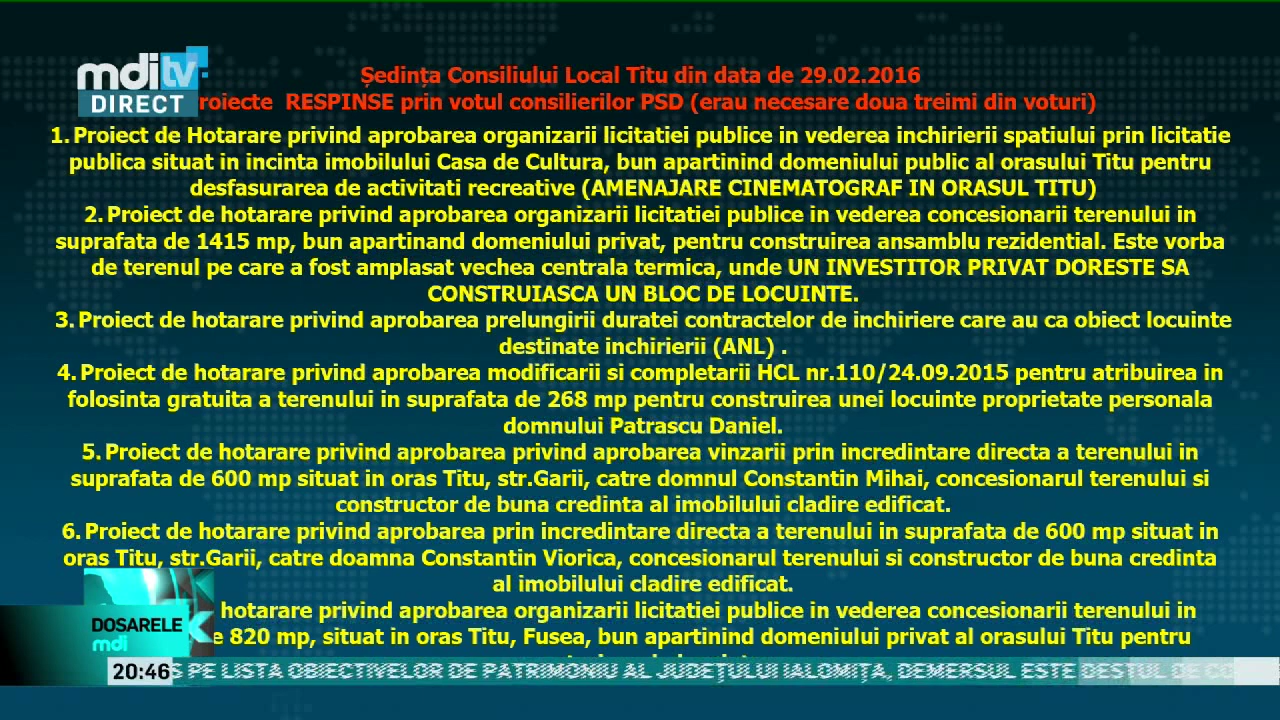 mditv
DIRECT
Ședința Consiliului Local Titu din data de 29.02.2016
roiecte RESPINSE prin votul consilierilor PSD (erau necesare doua treimi din voturi)
1. Proiect de Hotarare privind aprobarea organizarii licitatiei publice in vederea inchirierii spatiului prin licitatie
publica situat in incinta imobilului Casa de Cultura, bun apartinind domeniului public al orasului Titu pentru
desfasurarea de activitati recreative (AMENAJARE CINEMATOGRAF IN ORASUL TITU)
2. Proiect de hotarare privind aprobarea organizarii licitatiei publice in vederea concesionarii terenului in
suprafata de 1415 mp, bun apartinand domeniului privat, pentru construirea ansamblu rezidential. Este vorba
de terenul pe care a fost amplasat vechea centrala termica, unde UN INVESTITOR PRIVAT DORESTE SA
CONSTRUIASCA UN BLOC DE LOCUINTE.
3. Proiect de hotarare privind aprobarea prelungirii duratei contractelor de inchiriere care au ca obiect locuinte
destinate inchirierii (ANL) .
4. Proiect de hotarare privind aprobarea modificarii si completarii HCL nr.110/24.09.2015 pentru atribuirea in
folosinta gratuita a terenului in suprafata de 268 mp pentru construirea unei locuinte proprietate personala
domnului Patrascu Daniel.
5. Proiect de hotarare privind aprobarea privind aprobarea vinzarii prin incredintare directa a terenului in
suprafata de 600 mp situat in oras Titu, str.Garii, catre domnul Constantin Mihai, concesionarul terenului si
constructor de buna credinta al imobilului cladire edificat.
6. Proiect de hotarare privind aprobarea prin incredintare directa a terenului in suprafata de 600 mp situat in
oras Titu, str.Garii, catre doamna Constantin Viorica, concesionarul terenului si constructor de buna credinta
al imobilului cladire edificat.
hotarare privind aprobarea organizarii licitatiei publice in vederea concesionarii terenului in
e 820 mp, situat in oras Titu, Fusea, bun apartinind domeniului privat al orasului Titu pentru
DOSARELE
mdi
20:46
S PE LISTA OBIECTIVELOR DE PATRIMONIU AL JUDEȚULUI IALOMIȚA, DEMERSUL ESTE DESTUL DE